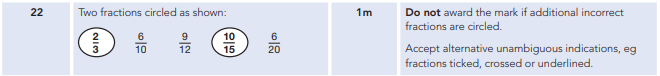 22 Two fractions circled as shown: 1m Do not award the mark if additional incorrect
fractions are circled.
2/3 6/10 9/12 10/15 6/20
Accept alternative unambiguous indications, eg
fractions ticked, crossed or underlined.